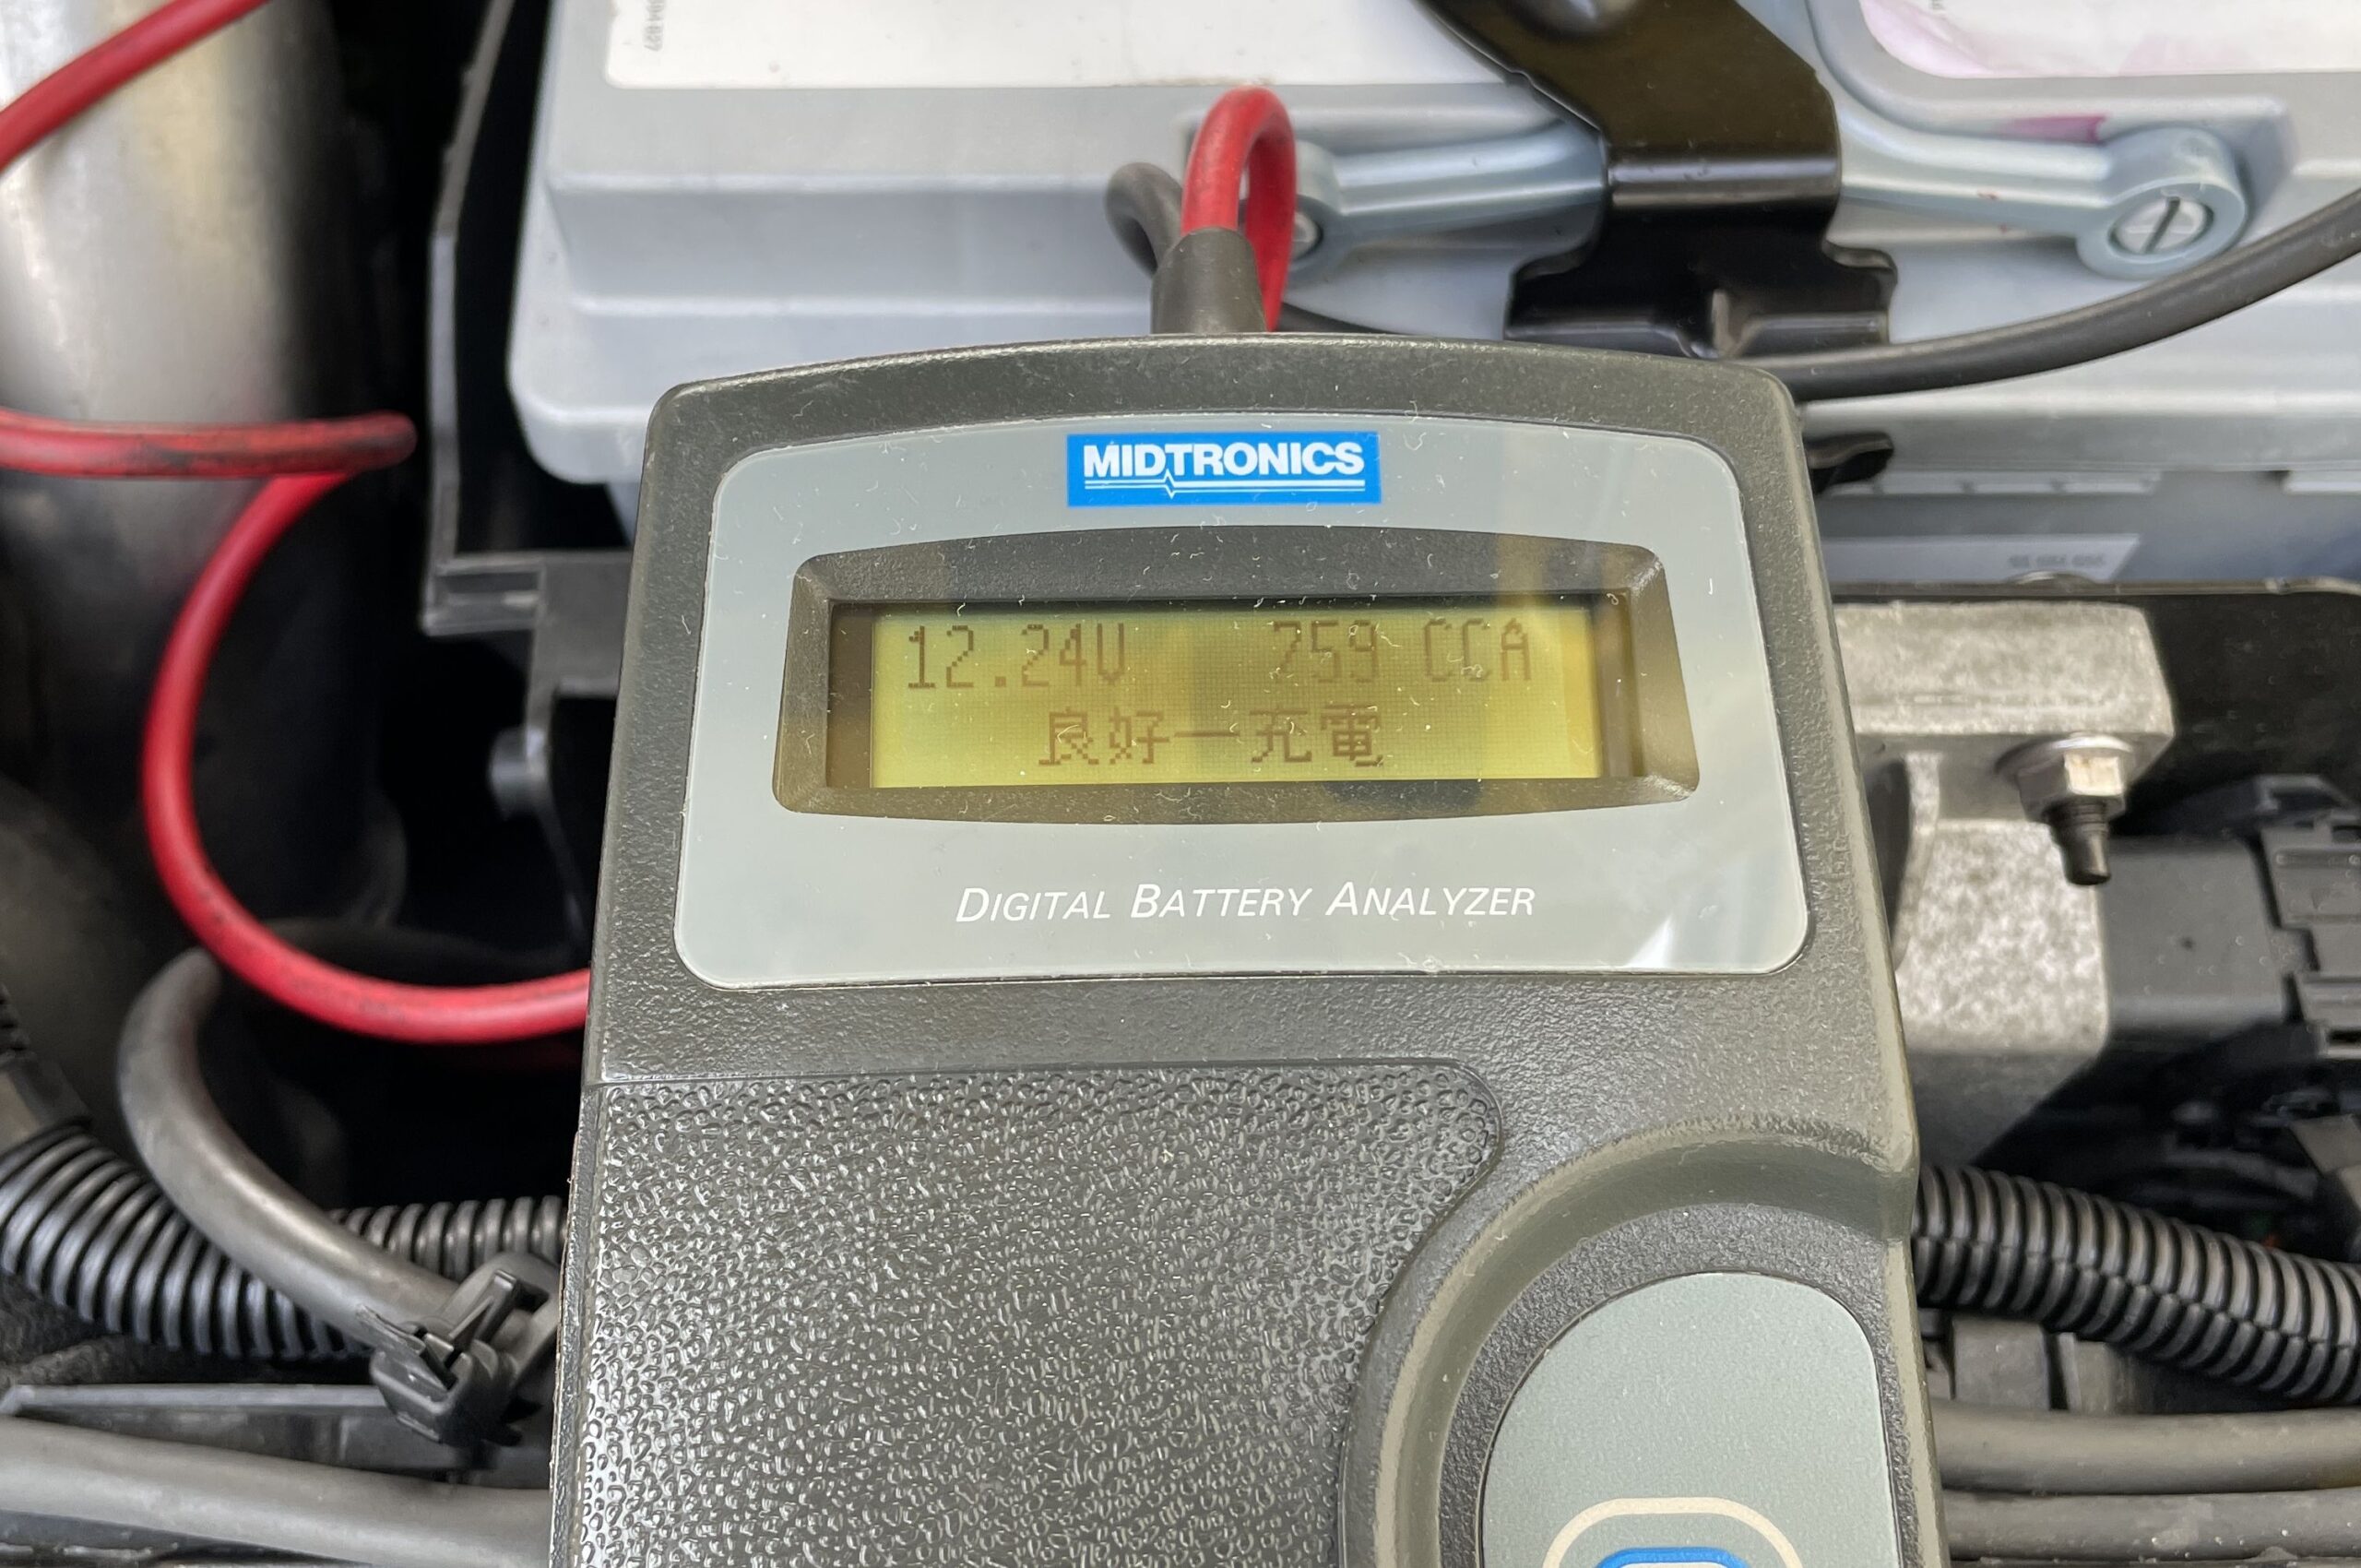 MIDTRONICS
12.24V 759 CCA
良好一充電
DIGITAL BATTERY ANALYZER